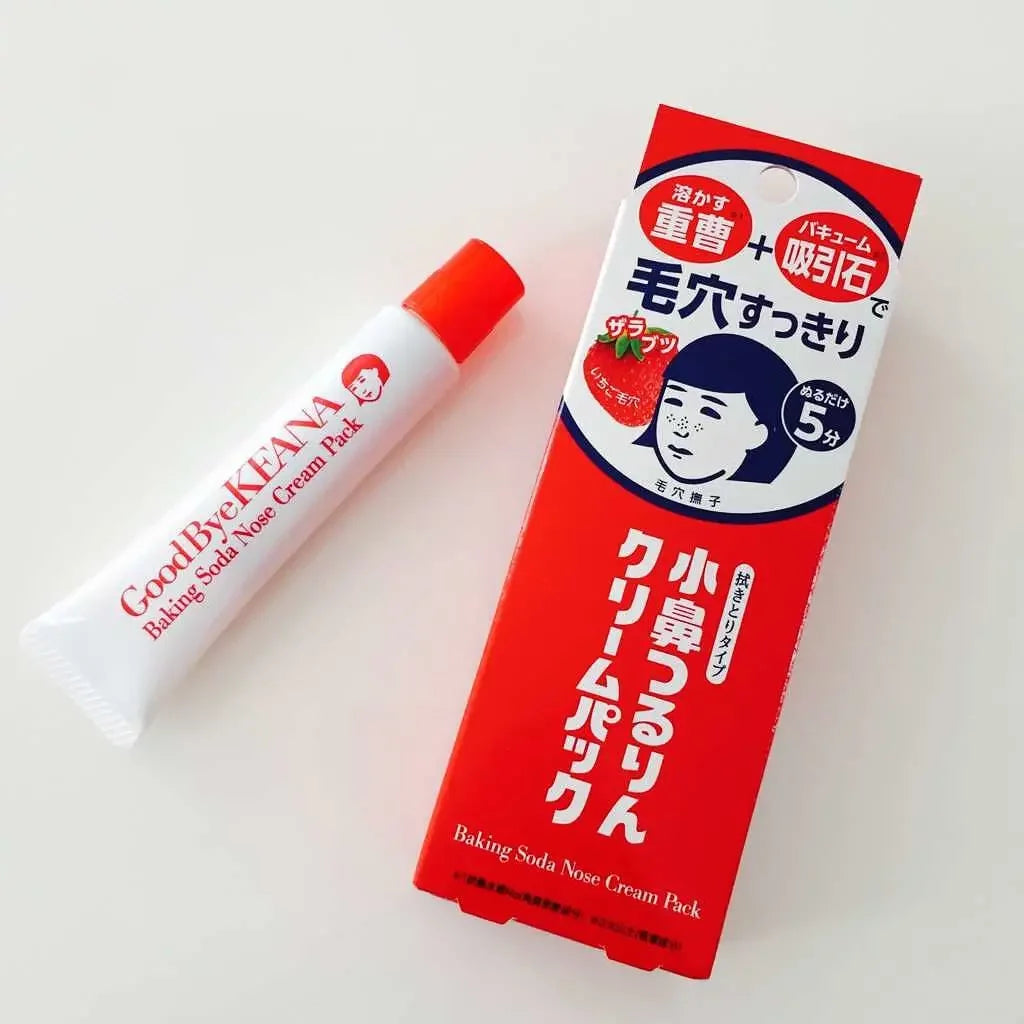 GoodByeKEANA
Baking Soda Nose Cream Pack
溶かす
重曹
+
バキューム
吸引石
で
毛穴すっきり
ザラ
ブツ
いちご毛穴
ぬるだけ
5分
毛穴撫子
拭きとりタイプ
小鼻つるりん
クリームパック
Baking Soda Nose Cream Pack